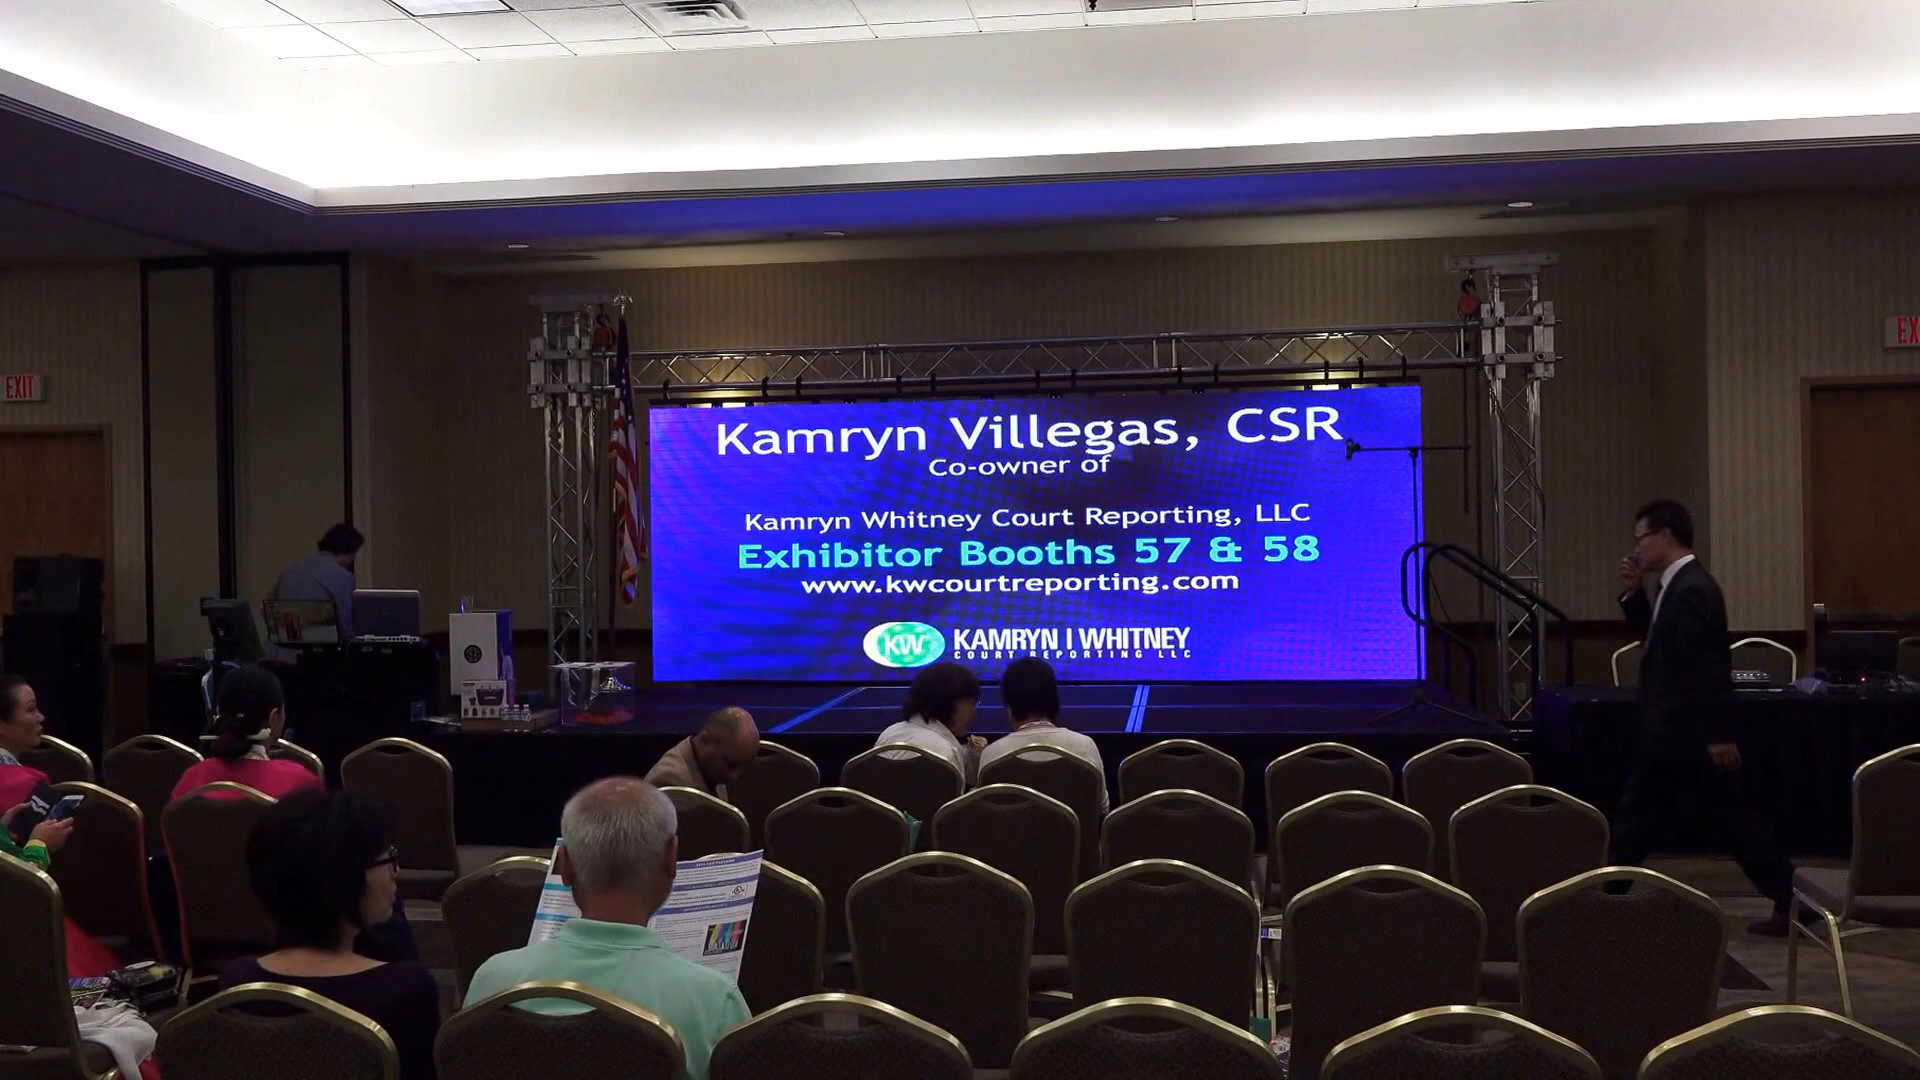 Kamryn Villegas, CSR
Co-owner of
Kamryn Whitney Court Reporting, LLC
Exhibitor Booths 57 & 58
www.kwcourtreporting.com
KW KAMRYN | WHITNEY
COURT REPORTING LLC
EXIT
EX